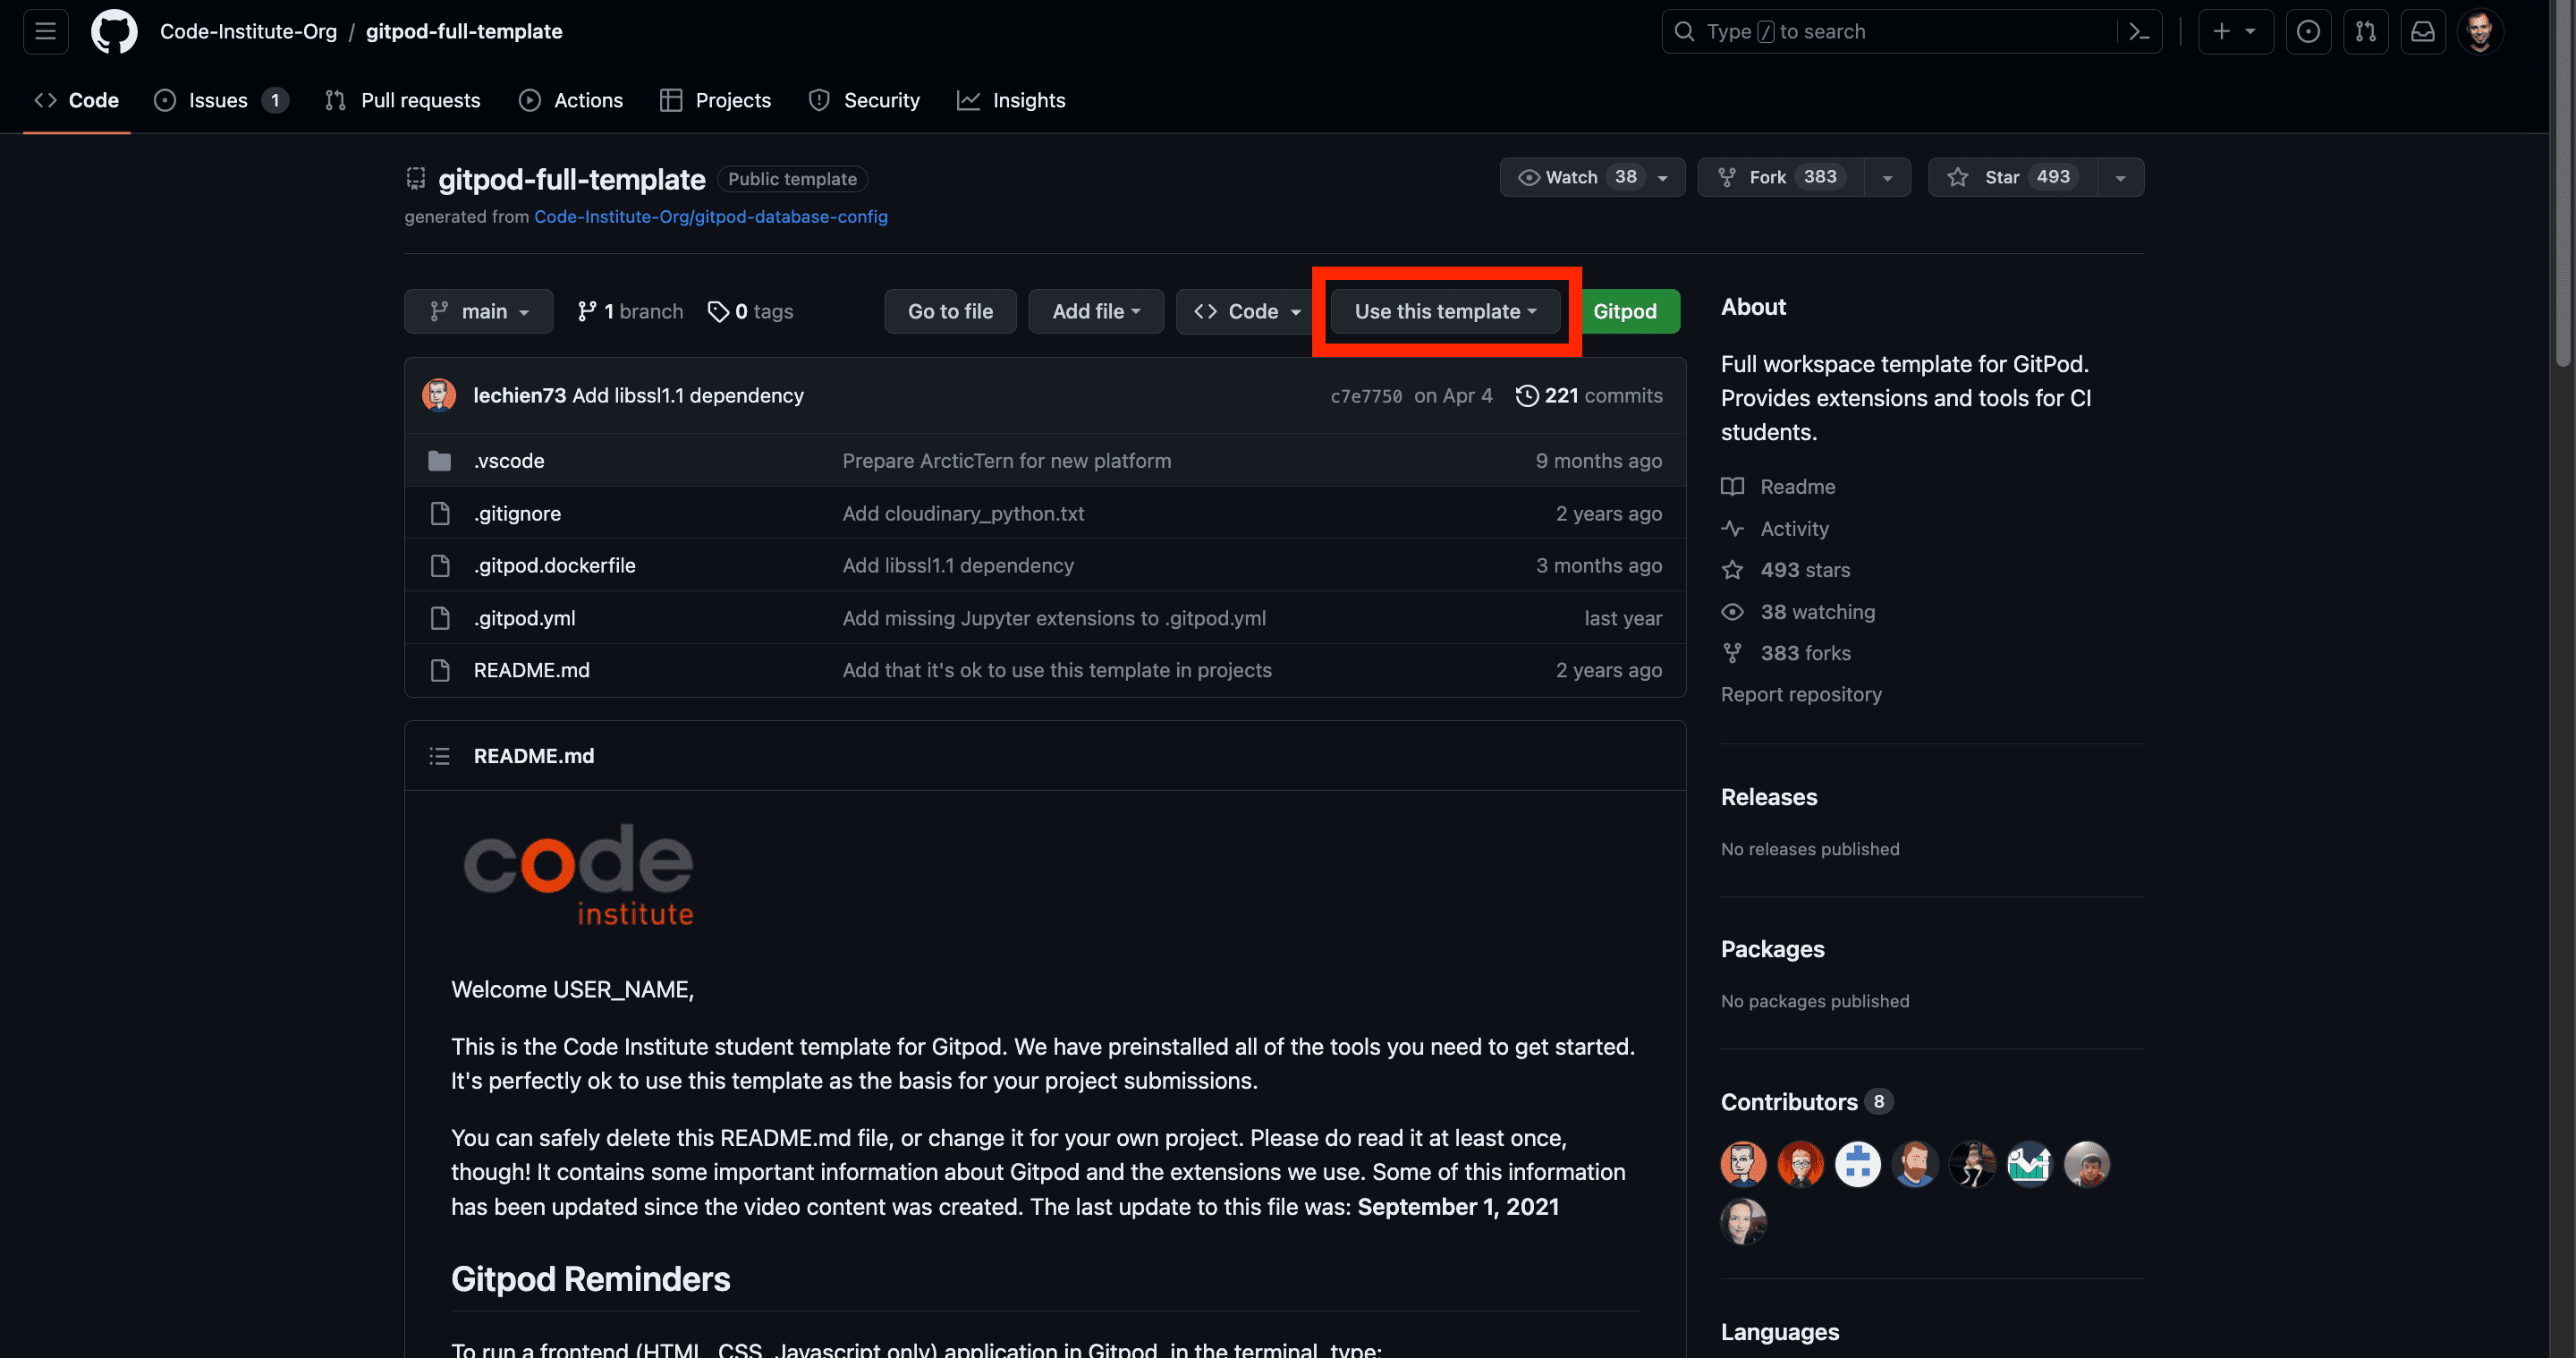 Code-Institute-Org / gitpod-full-template
Type / to search
Code
Issues 1
Pull requests
Actions
Projects
Security
Insights
gitpod-full-template Public template
Watch 38
Fork 383
Star 493
generated from Code-Institute-Org/gitpod-database-config
main
1 branch
0 tags
Go to file
Add file
Code
Use this template
Gitpod
lechien73 Add libssl1.1 dependency c7e7750 on Apr 4 221 commits
.vscode Prepare ArcticTern for new platform 9 months ago
.gitignore Add cloudinary_python.txt 2 years ago
.gitpod.dockerfile Add libssl1.1 dependency 3 months ago
.gitpod.yml Add missing Jupyter extensions to .gitpod.yml last year
README.md Add that it's ok to use this template in projects 2 years ago
README.md
code
institute
Welcome USER_NAME,
This is the Code Institute student template for Gitpod. We have preinstalled all of the tools you need to get started.
It's perfectly ok to use this template as the basis for your project submissions.
You can safely delete this README.md file, or change it for your own project. Please do read it at least once,
though! It contains some important information about Gitpod and the extensions we use. Some of this information
has been updated since the video content was created. The last update to this file was: September 1, 2021
Gitpod Reminders
To run a frontend (HTML, CSS, Javascript only) application in Gitpod, in the terminal, type:
About
Full workspace template for GitPod.
Provides extensions and tools for CI
students.
Readme
Activity
493 stars
38 watching
383 forks
Report repository
Releases
No releases published
Packages
No packages published
Contributors 8
Languages